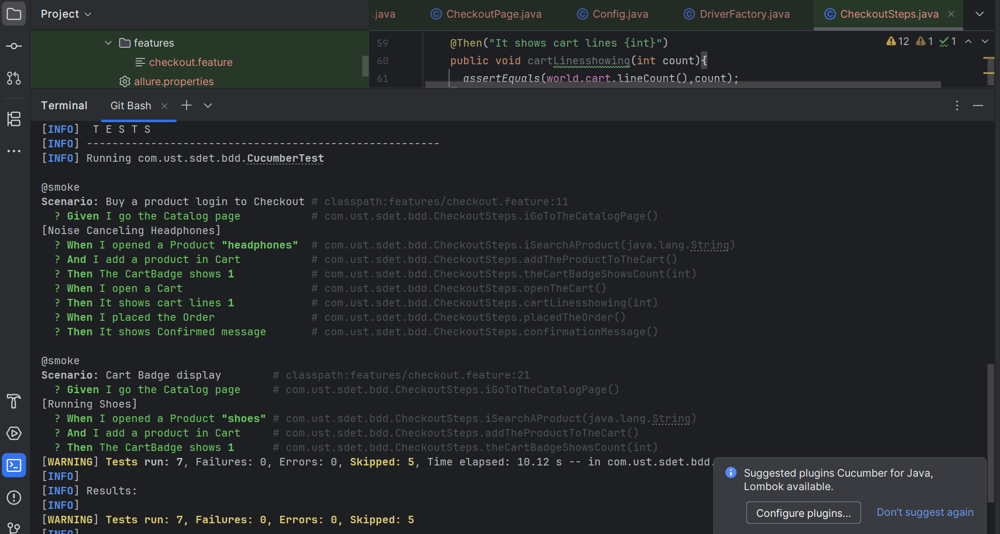 Project
.java
CheckoutPage.java
Config.java
DriverFactory.java
CheckoutSteps.java
features
checkout.feature
allure.properties
12 1 1
59 @Then("It shows cart lines {int}")
60 public void cartLinesshowing(int count){
61 assertEquals(world.cart.lineCount(),count);
Terminal
Git Bash
[INFO]  T E S T S
[INFO] -------------------------------------------------------
[INFO] Running com.ust.sdet.bdd.CucumberTest
@smoke
Scenario: Buy a product login to Checkout # classpath:features/checkout.feature:11
? Given I go the Catalog page # com.ust.sdet.bdd.CheckoutSteps.iGoToTheCatalogPage()
[Noise Canceling Headphones]
? When I opened a Product "headphones" # com.ust.sdet.bdd.CheckoutSteps.iSearchAProduct(java.lang.String)
? And I add a product in Cart # com.ust.sdet.bdd.CheckoutSteps.addTheProductToTheCart()
? Then The CartBadge shows 1 # com.ust.sdet.bdd.CheckoutSteps.theCartBadgeShowsCount(int)
? When I open a Cart # com.ust.sdet.bdd.CheckoutSteps.openTheCart()
? Then It shows cart lines 1 # com.ust.sdet.bdd.CheckoutSteps.cartLinesshowing(int)
? When I placed the Order # com.ust.sdet.bdd.CheckoutSteps.placedTheOrder()
? Then It shows Confirmed message # com.ust.sdet.bdd.CheckoutSteps.confirmationMessage()
@smoke
Scenario: Cart Badge display # classpath:features/checkout.feature:21
? Given I go the Catalog page # com.ust.sdet.bdd.CheckoutSteps.iGoToTheCatalogPage()
[Running Shoes]
? When I opened a Product "shoes" # com.ust.sdet.bdd.CheckoutSteps.iSearchAProduct(java.lang.String)
? And I add a product in Cart # com.ust.sdet.bdd.CheckoutSteps.addTheProductToTheCart()
? Then The CartBadge shows 1 # com.ust.sdet.bdd.CheckoutSteps.theCartBadgeShowsCount(int)
[WARNING] Tests run: 7, Failures: 0, Errors: 0, Skipped: 5, Time elapsed: 10.12 s -- in com.ust.sdet.bdd.
[INFO]
[INFO] Results:
[INFO]
[WARNING] Tests run: 7, Failures: 0, Errors: 0, Skipped: 5
[INFO]
Suggested plugins Cucumber for Java,
Lombok available.
Configure plugins...
Don't suggest again